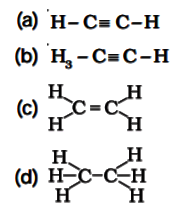 (a) H-C≡C-H
(b) H₃-C≡C-H
(c) H H
C=C
H H
(d) H H
H-C-C-H
H H